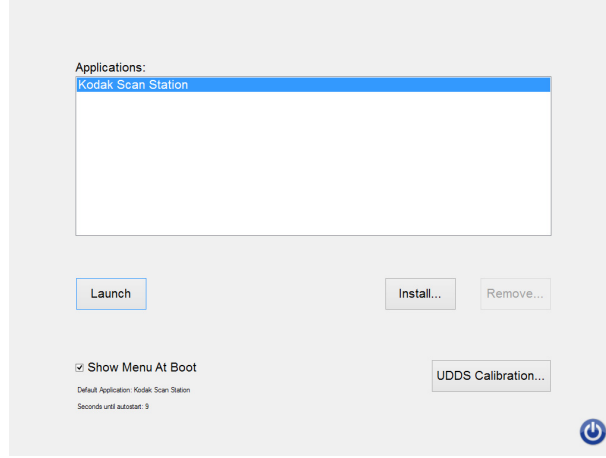 Applications:
Kodak Scan Station
Launch
Install...
Remove...
Show Menu At Boot
UDDS Calibration...
Default Application: Kodak Scan Station
Seconds until autostart: 9